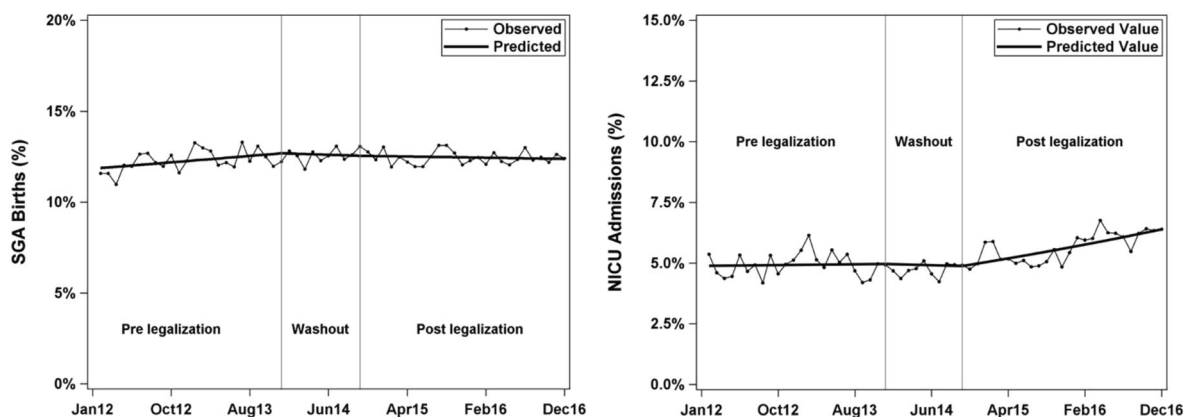 20%
15%
10%
5%
0%
SGA Births (%)
Observed
Predicted
Pre legalization
Washout
Post legalization
Jan12 Oct12 Aug13 Jun14 Apr15 Feb16 Dec16
15.0%
12.5%
10.0%
7.5%
5.0%
2.5%
0.0%
NICU Admissions (%)
Observed Value
Predicted Value
Pre legalization
Washout
Post legalization
Jan12 Oct12 Aug13 Jun14 Apr15 Feb16 Dec16